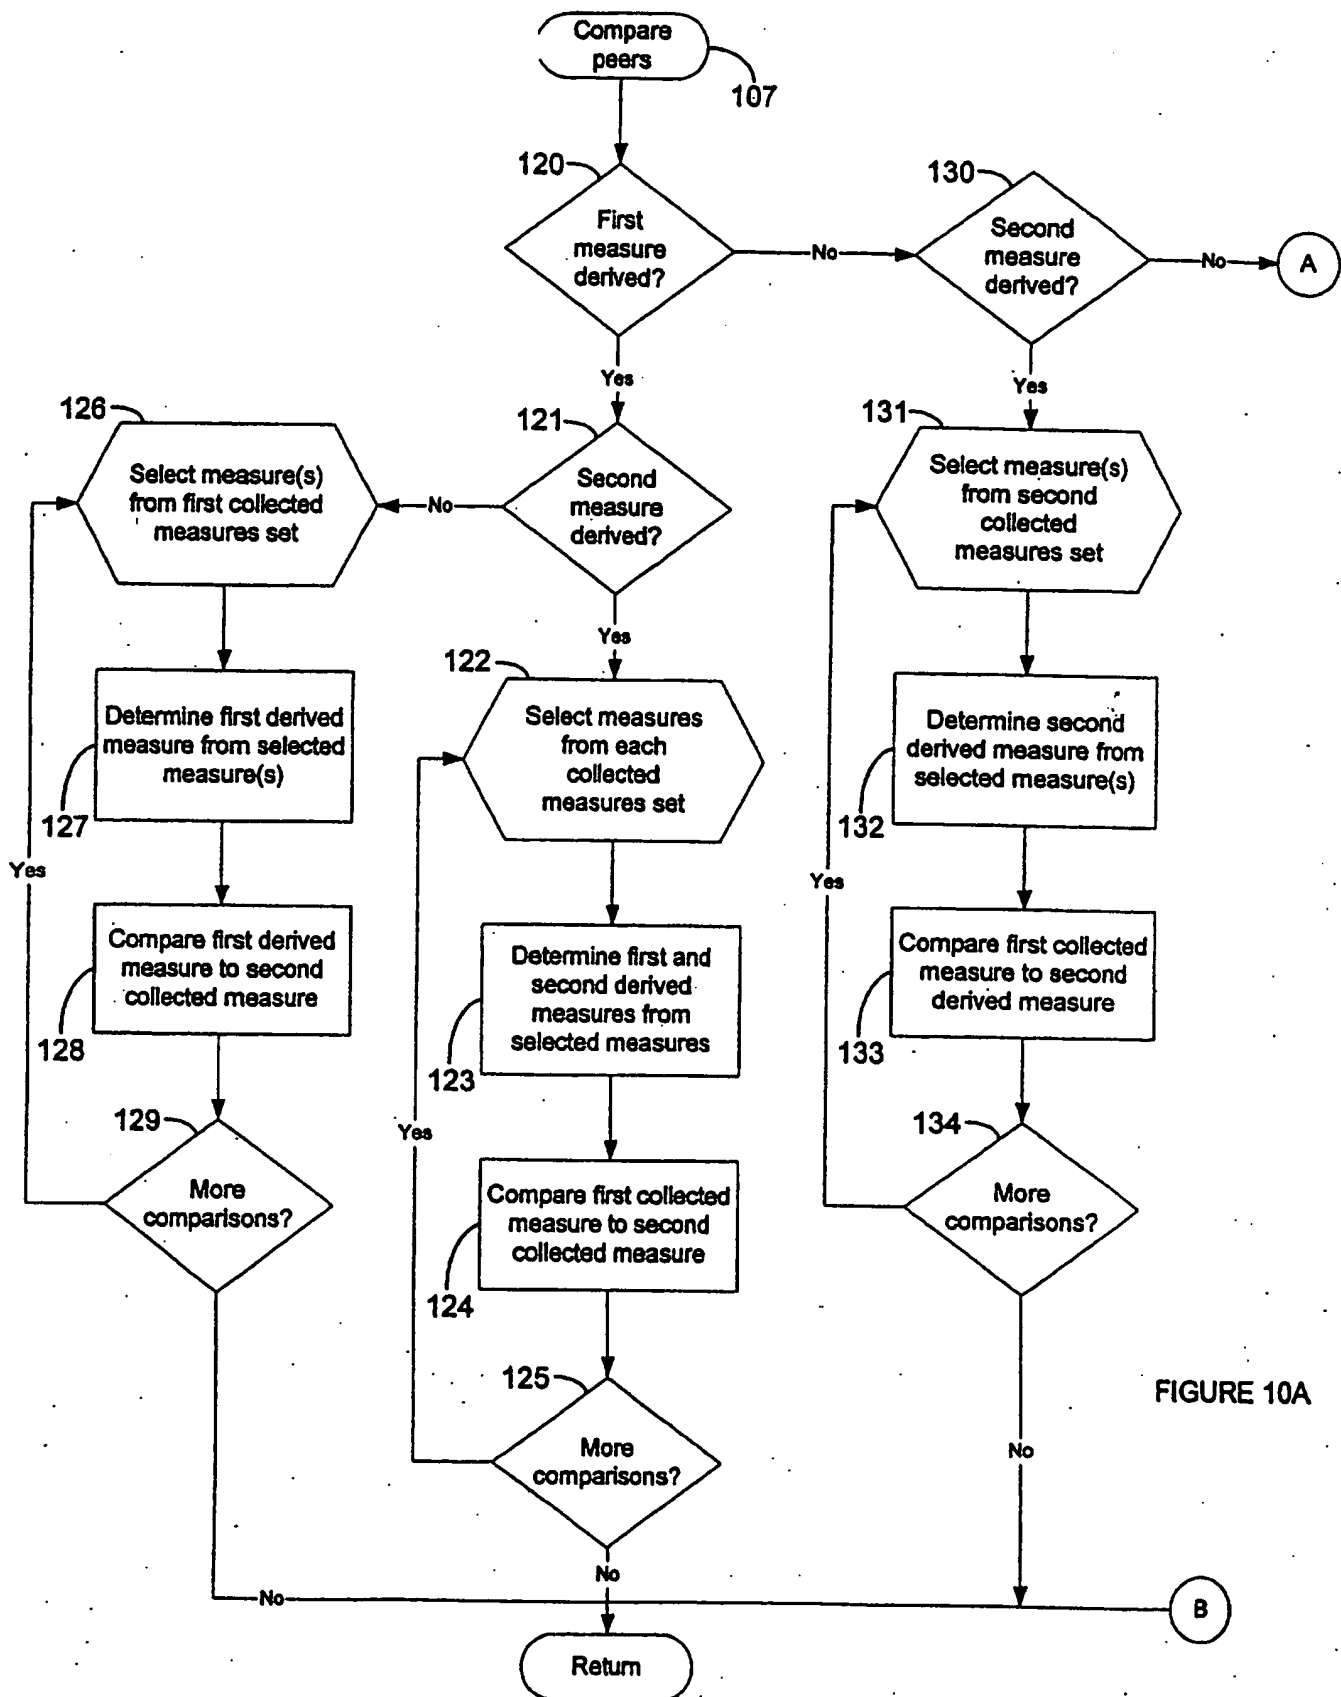 Compare
peers
107
120
First
measure
derived?
No
130
Second
measure
derived?
No
A
Yes
Yes
126
Select measure(s)
from first collected
measures set
No
121
Second
measure
derived?
131
Select measure(s)
from second
collected
measures set
Yes
122
Select measures
from each
collected
measures set
Determine first derived
measure from selected
measure(s)
127
Determine second
derived measure from
selected measure(s)
132
Yes
Yes
Compare first derived
measure to second
collected measure
128
Determine first and
second derived
measures from
selected measures
123
Compare first collected
measure to second
derived measure
133
129
More
comparisons?
Yes
134
More
comparisons?
Compare first collected
measure to second
collected measure
124
125
More
comparisons?
FIGURE 10A
No
No
No
B
Return